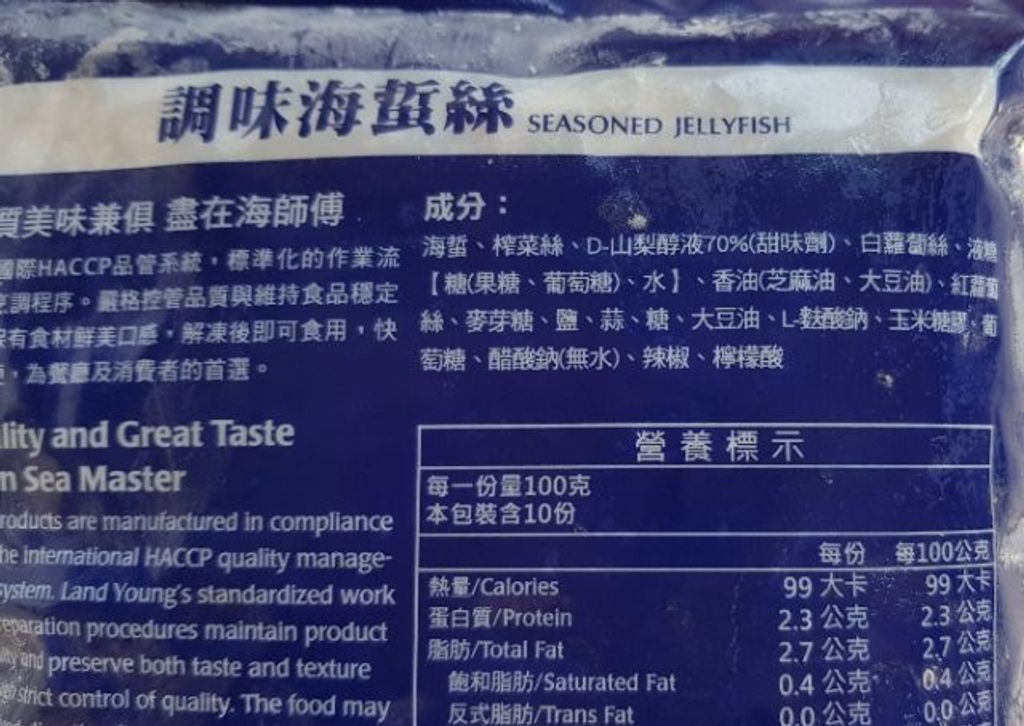 調味海蜇絲 SEASONED JELLYFISH
質美味兼俱 盡在海師傅
國際HACCP品管系統，標準化的作業流
烹調程序。嚴格控管品質與維持食品穩定
保有食材鮮美口感，解凍後即可食用，快
，為餐廳及消費者的首選。
lity and Great Taste
m Sea Master
roducts are manufactured in compliance
he international HACCP quality manage-
system. Land Young's standardized work
eparation procedures maintain product
and preserve both taste and texture
strict control of quality. The food may
成分：
海蜇、榨菜絲、D-山梨醇液70%(甜味劑)、白蘿蔔絲、液糖
【糖(果糖、葡萄糖)、水】、香油(芝麻油、大豆油)、紅蘿蔔
絲、麥芽糖、鹽、蒜、糖、大豆油、L-麩酸鈉、玉米糖膠、葡
萄糖、醋酸鈉(無水)、辣椒、檸檬酸
營養標示
每一份量100克
本包裝含10份
每份 每100公克
熱量/Calories 99 大卡 99 大卡
蛋白質/Protein 2.3 公克 2.3 公克
脂肪/Total Fat 2.7 公克 2.7 公克
飽和脂肪/Saturated Fat 0.4 公克 0.4 公克
反式脂肪/Trans Fat 0.0 公克 0.0 公克